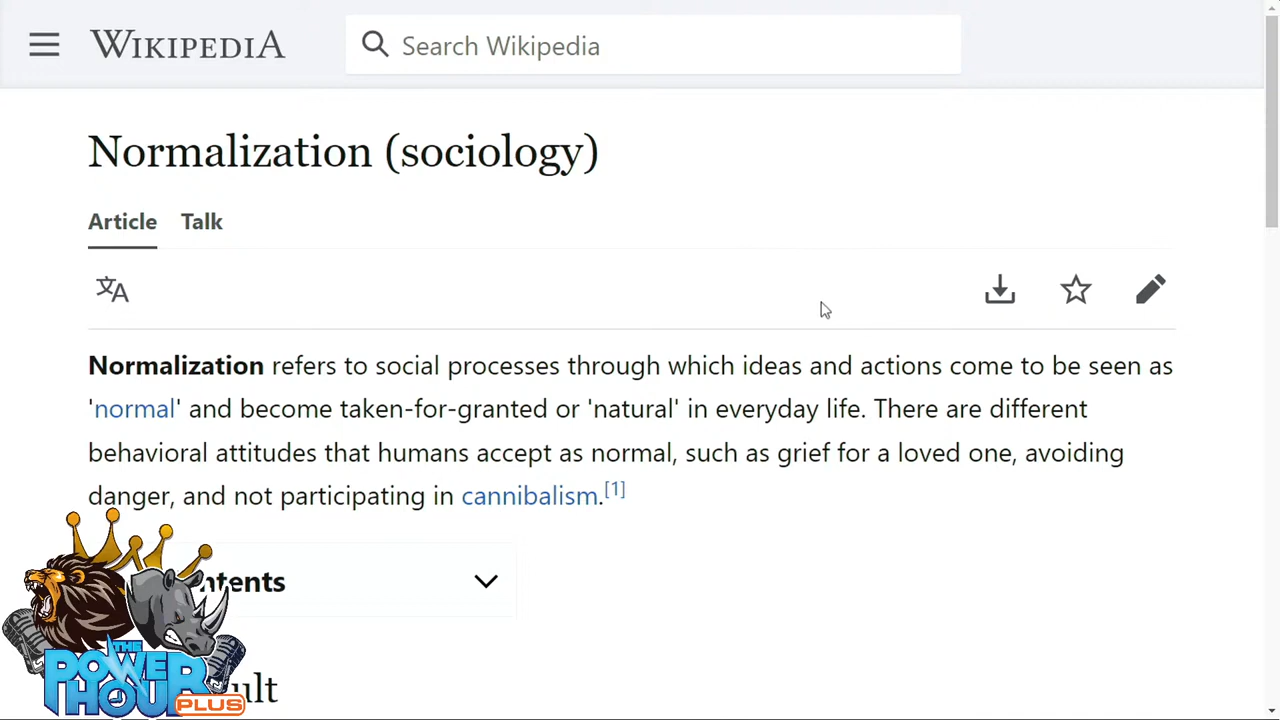 WIKIPEDIA
Search Wikipedia
Normalization (sociology)
Article Talk
Normalization refers to social processes through which ideas and actions come to be seen as
'normal' and become taken-for-granted or 'natural' in everyday life. There are different
behavioral attitudes that humans accept as normal, such as grief for a loved one, avoiding
danger, and not participating in cannibalism.[1]
ntents
ult
THE
POWER
HOUR
PLUS